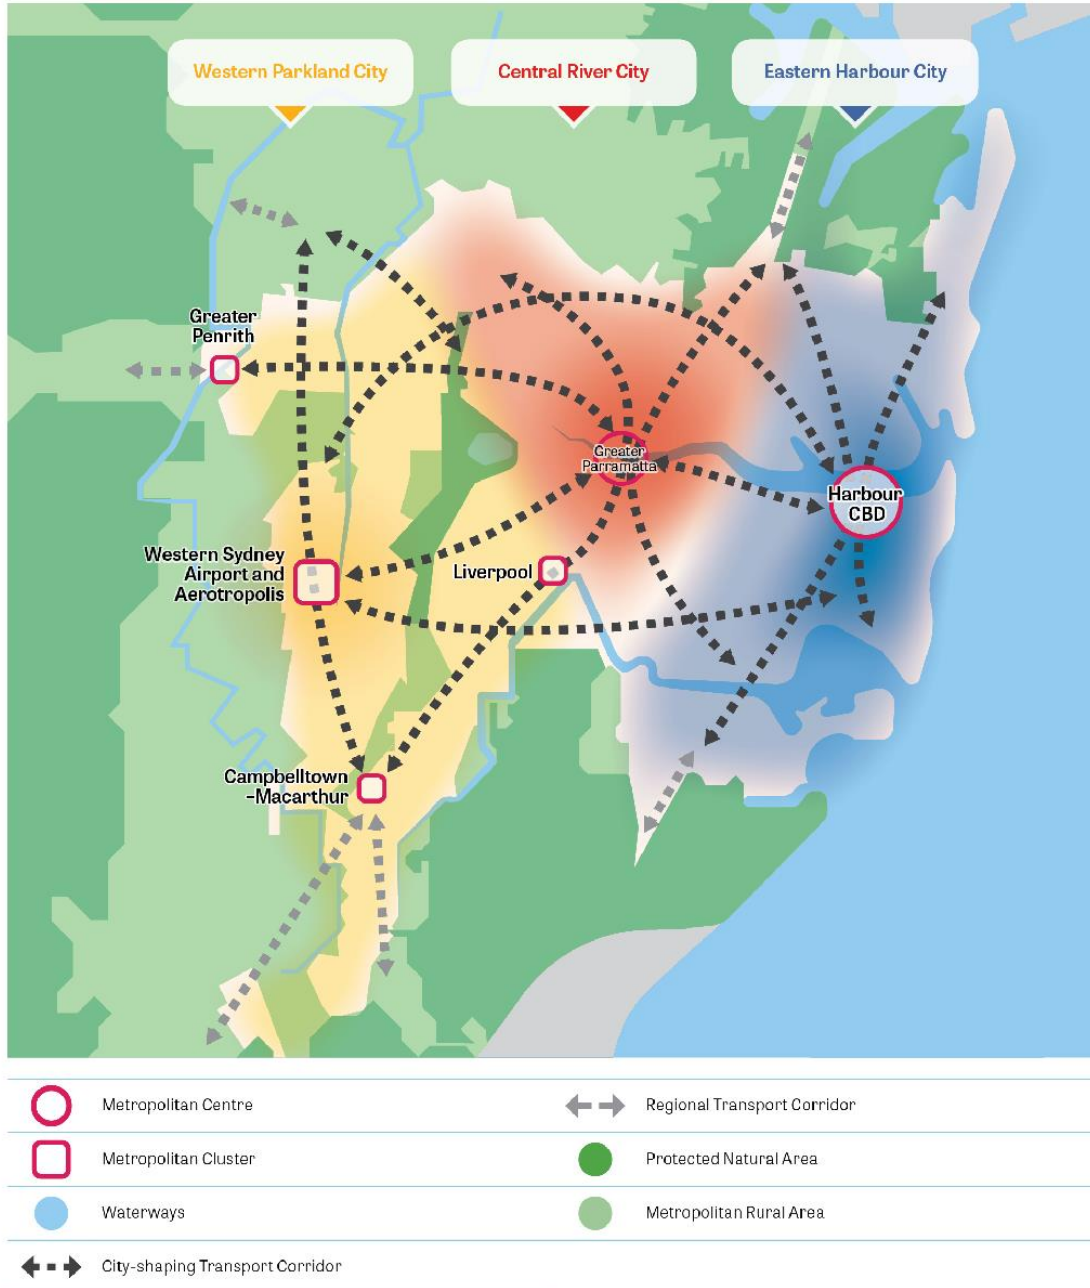 Western Parkland City
Central River City
Eastern Harbour City
Greater
Penrith
Greater
Parramatta
Harbour
CBD
Western Sydney
Airport and
Aerotropolis
Liverpool
Campbelltown
–Macarthur
Metropolitan Centre
Regional Transport Corridor
Metropolitan Cluster
Protected Natural Area
Waterways
Metropolitan Rural Area
City-shaping Transport Corridor